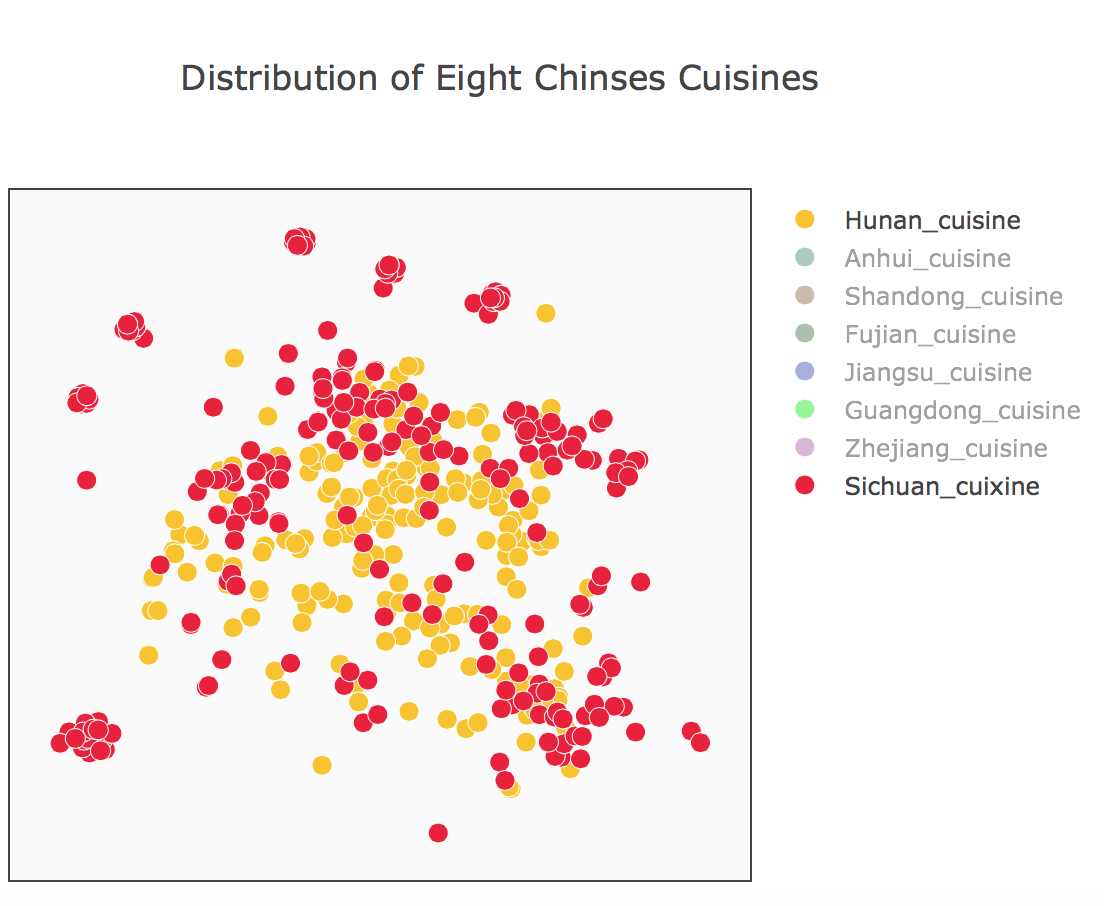 Distribution of Eight Chinses Cuisines
Hunan_cuisine
Anhui_cuisine
Shandong_cuisine
Fujian_cuisine
Jiangsu_cuisine
Guangdong_cuisine
Zhejiang_cuisine
Sichuan_cuixine